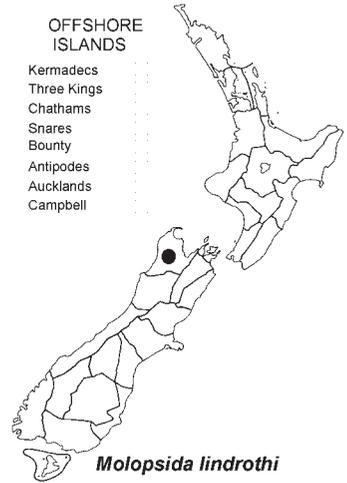 OFFSHORE
ISLANDS
Kermadecs
Three Kings
Chathams
Snares
Bounty
Antipodes
Aucklands
Campbell
Molopsida lindrothi